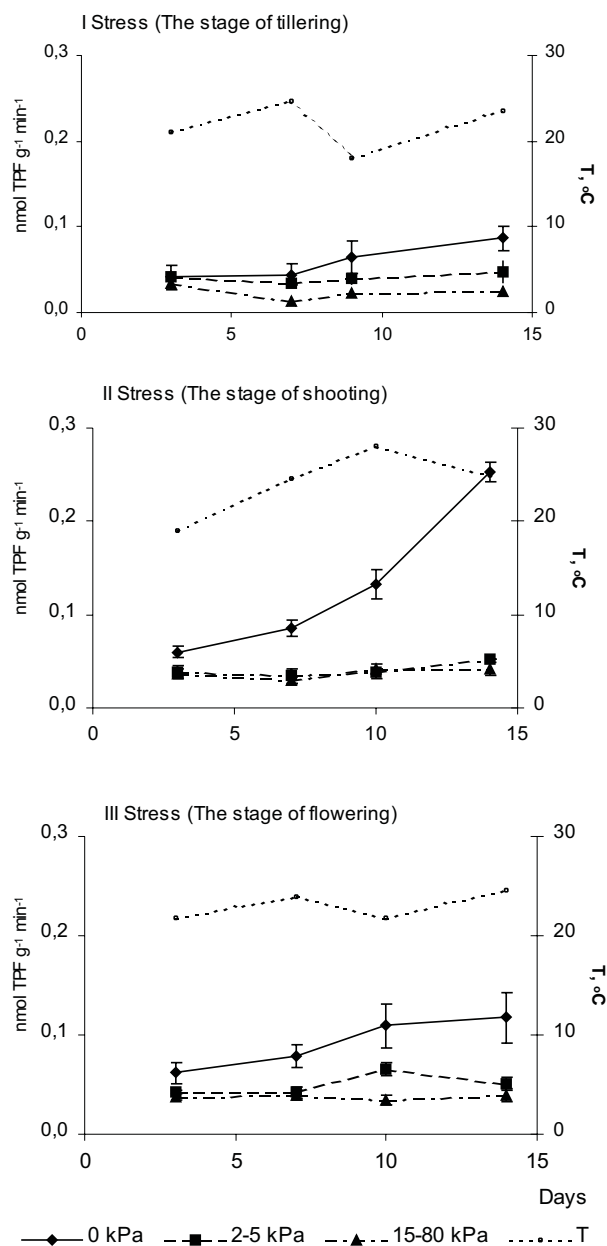 I Stress (The stage of tillering)
0,3
0,2
0,1
0,0
nmol TPF g⁻¹ min⁻¹
30
20
10
0
T, ºC
0 5 10 15
II Stress (The stage of shooting)
0,3
0,2
0,1
0,0
nmol TPF g⁻¹ min⁻¹
30
20
10
0
T, ºC
0 5 10 15
III Stress (The stage of flowering)
0,3
0,2
0,1
0,0
nmol TPF g⁻¹ min⁻¹
30
20
10
0
T, ºC
0 5 10 15
Days
0 kPa 2-5 kPa 15-80 kPa T